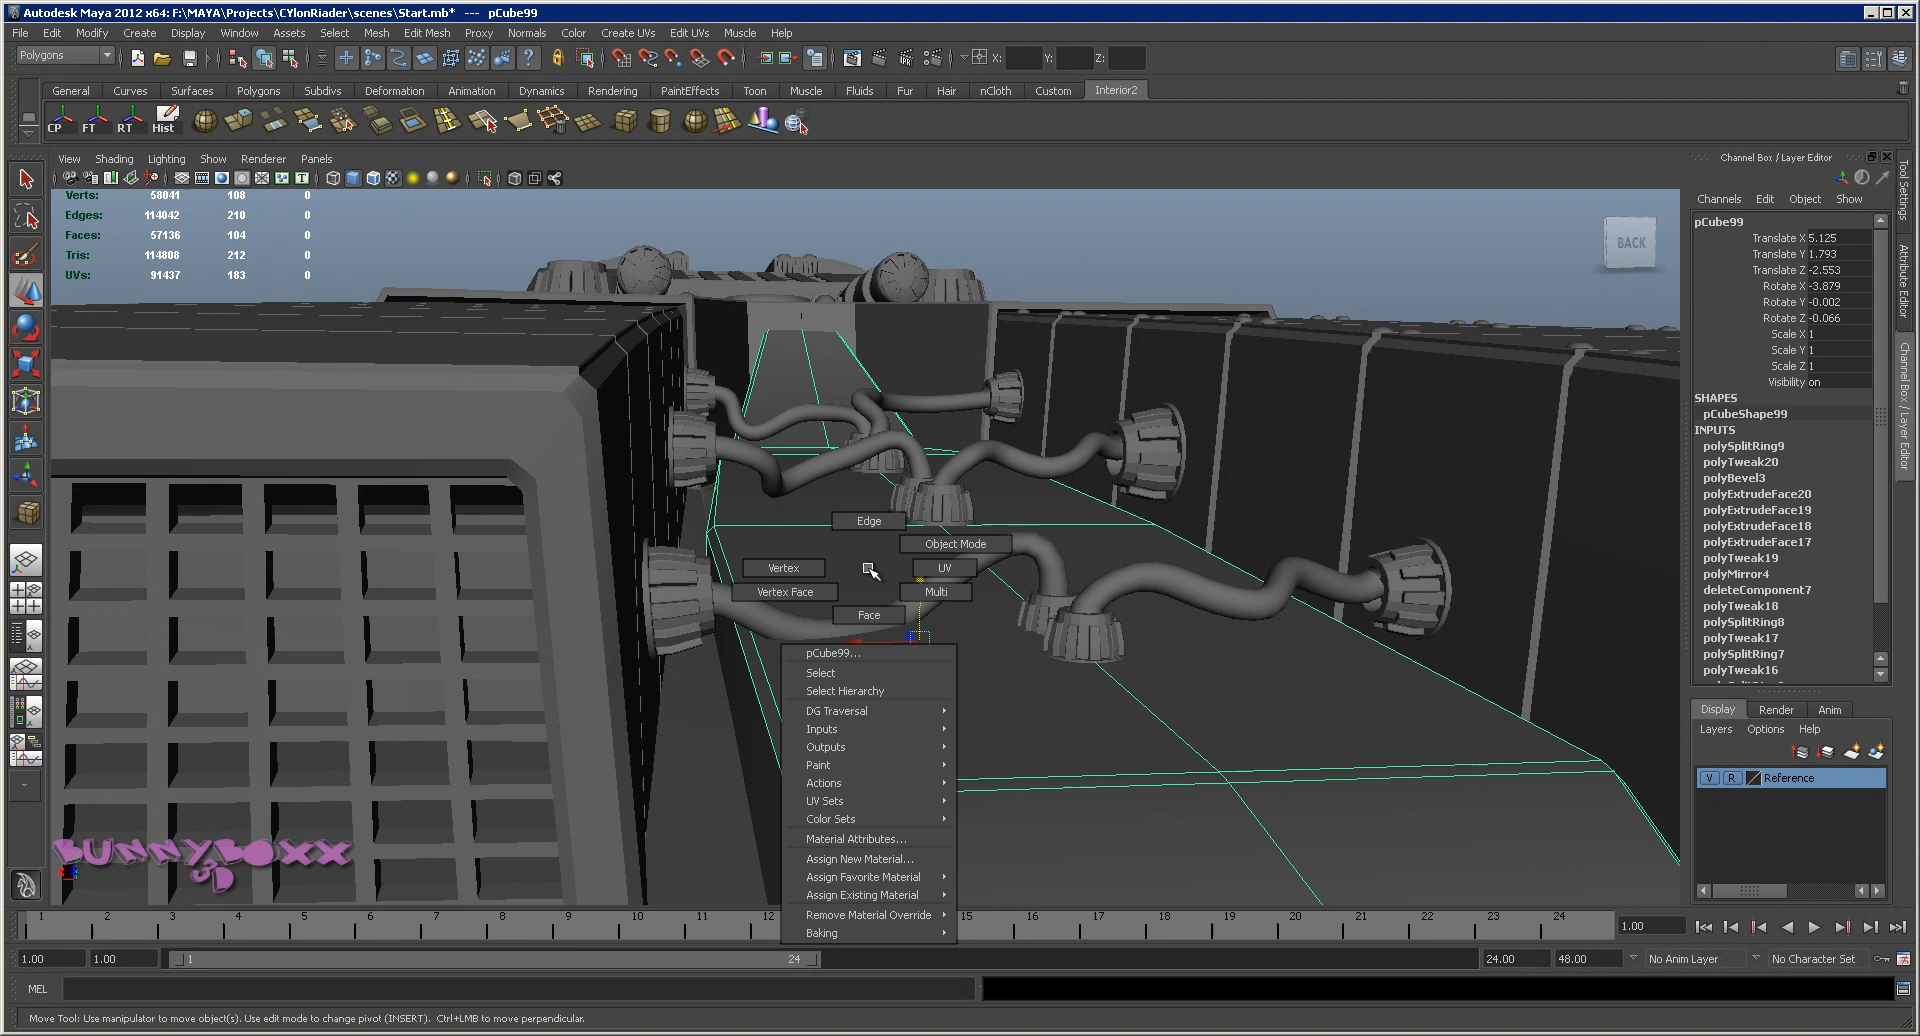 Autodesk Maya 2012 x64: F:\MAYA\Projects\CYlonRiader\scenes\Start.mb* --- pCube99
File Edit Modify Create Display Window Assets Select Mesh Edit Mesh Proxy Normals Color Create UVs Edit UVs Muscle Help
Polygons X: Y: Z:
General Curves Surfaces Polygons Subdivs Deformation Animation Dynamics Rendering PaintEffects Toon Muscle Fluids Fur Hair nCloth Custom Interior2
CP FT RT Hist
View Shading Lighting Show Renderer Panels
Verts: 58041 108 0
Edges: 114042 210 0
Faces: 57136 104 0
Tris: 114808 212 0
UVs: 91437 183 0
BACK
Edge
Object Mode
Vertex UV
Vertex Face Multi
Face
pCube99...
Select
Select Hierarchy
DG Traversal
Inputs
Outputs
Paint
Actions
UV Sets
Color Sets
Material Attributes...
Assign New Material...
Assign Favorite Material
Assign Existing Material
Remove Material Override
Baking
BUNNYBOXX
3D
Channel Box / Layer Editor
Channels Edit Object Show
pCube99
Translate X 5.125
Translate Y 1.793
Translate Z -2.553
Rotate X -3.879
Rotate Y -0.002
Rotate Z -0.066
Scale X 1
Scale Y 1
Scale Z 1
Visibility on
SHAPES
pCubeShape99
INPUTS
polySplitRing9
polyTweak20
polyBevel3
polyExtrudeFace20
polyExtrudeFace19
polyExtrudeFace18
polyExtrudeFace17
polyTweak19
polyMirror4
deleteComponent7
polyTweak18
polySplitRing8
polyTweak17
polySplitRing7
polyTweak16
Display Render Anim
Layers Options Help
V R Reference
Tool Settings
Attribute Editor
Channel Box / Layer Editor
1 2 3 4 5 6 7 8 9 10 11 12 15 16 17 18 19 20 21 22 23 24 1.00
1.00 1.00 1 24 24.00 48.00 No Anim Layer No Character Set
MEL
Move Tool: Use manipulator to move object(s). Use edit mode to change pivot (INSERT). Ctrl+LMB to move perpendicular.